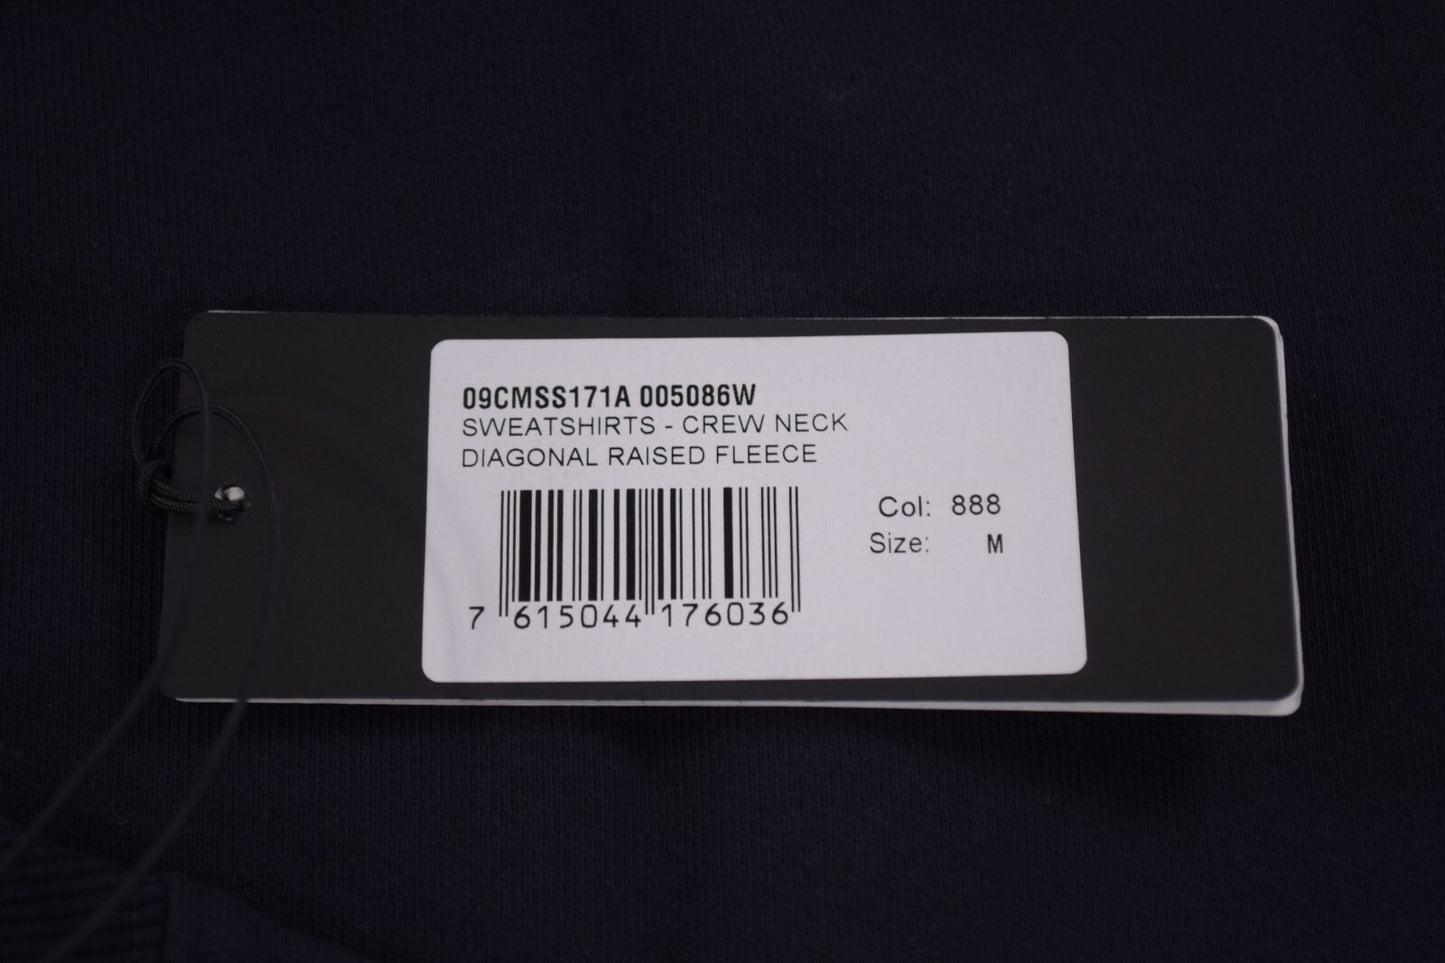 09CMSS171A 005086W
SWEATSHIRTS - CREW NECK
DIAGONAL RAISED FLEECE
Col: 888
Size: M
7 615044 176036